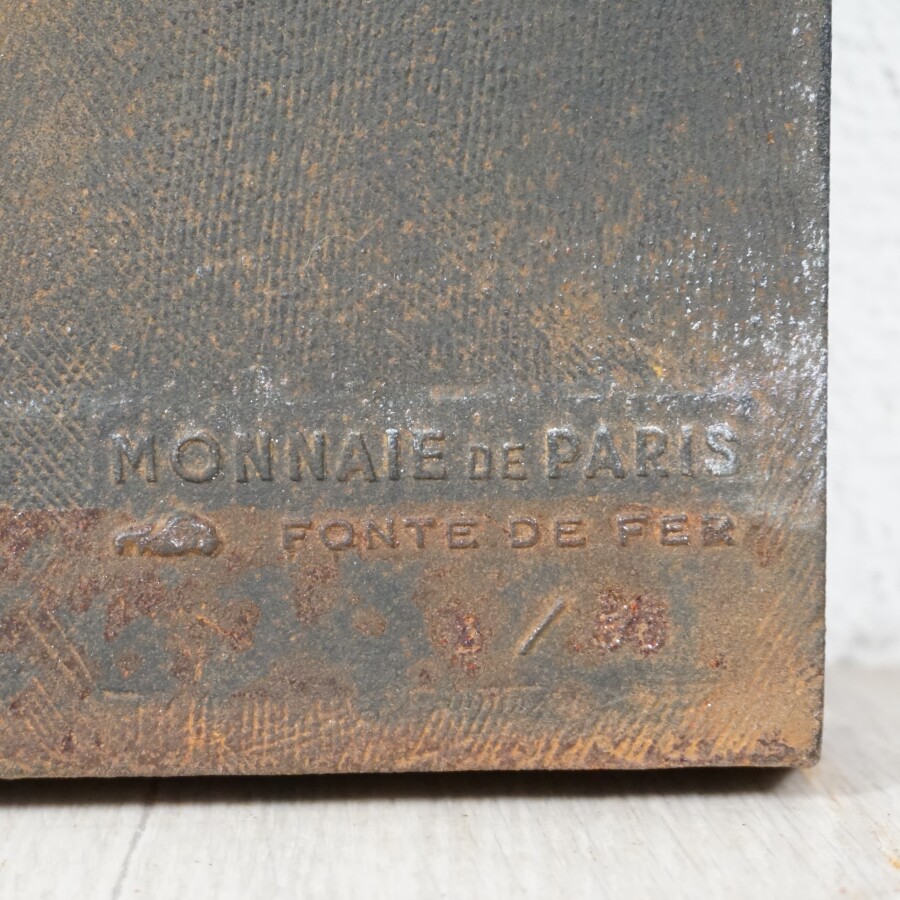 MONNAIE DE PARIS
FONTE DE FER
/